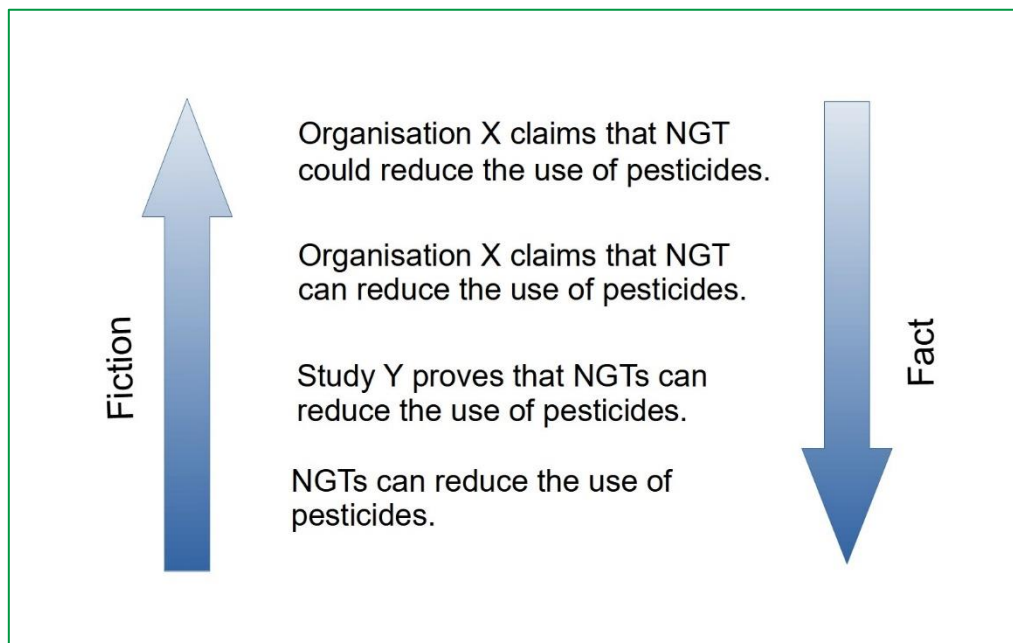 Organisation X claims that NGT
could reduce the use of pesticides.
Organisation X claims that NGT
can reduce the use of pesticides.
Fiction
Fact
Study Y proves that NGTs can
reduce the use of pesticides.
NGTs can reduce the use of
pesticides.